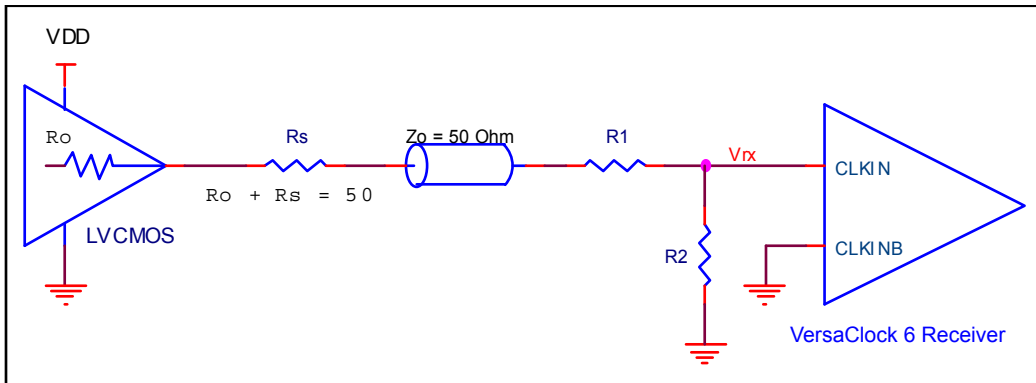 VDD
Ro
Rs
Zo = 50 Ohm
R1
Vrx
CLKIN
Ro + Rs = 50
LVCMOS
R2
CLKINB
VersaClock 6 Receiver